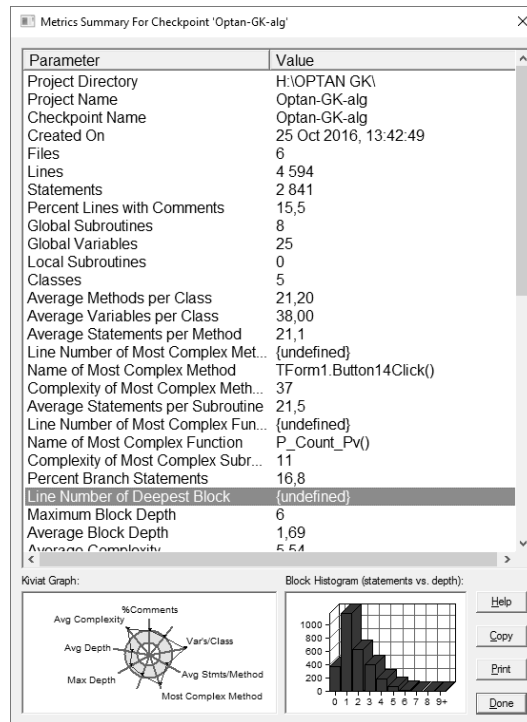 Metrics Summary For Checkpoint 'Optan-GK-alg'
Parameter Value
Project Directory H:\OPTAN GK\
Project Name Optan-GK-alg
Checkpoint Name Optan-GK-alg
Created On 25 Oct 2016, 13:42:49
Files 6
Lines 4 594
Statements 2 841
Percent Lines with Comments 15,5
Global Subroutines 8
Global Variables 25
Local Subroutines 0
Classes 5
Average Methods per Class 21,20
Average Variables per Class 38,00
Average Statements per Method 21,1
Line Number of Most Complex Met... {undefined}
Name of Most Complex Method TForm1.Button14Click()
Complexity of Most Complex Meth... 37
Average Statements per Subroutine 21,5
Line Number of Most Complex Fun... {undefined}
Name of Most Complex Function P_Count_Pv()
Complexity of Most Complex Subr... 11
Percent Branch Statements 16,8
Line Number of Deepest Block {undefined}
Maximum Block Depth 6
Average Block Depth 1,69
Average Complexity 5,54
Kiviat Graph: Block Histogram (statements vs. depth):
%Comments
Avg Complexity
Var's/Class
Avg Depth
Avg Stmts/Method
Max Depth
Most Complex Method
1000
800
600
400
200
0
0 1 2 3 4 5 6 7 8 9+
Help
Copy
Print
Done